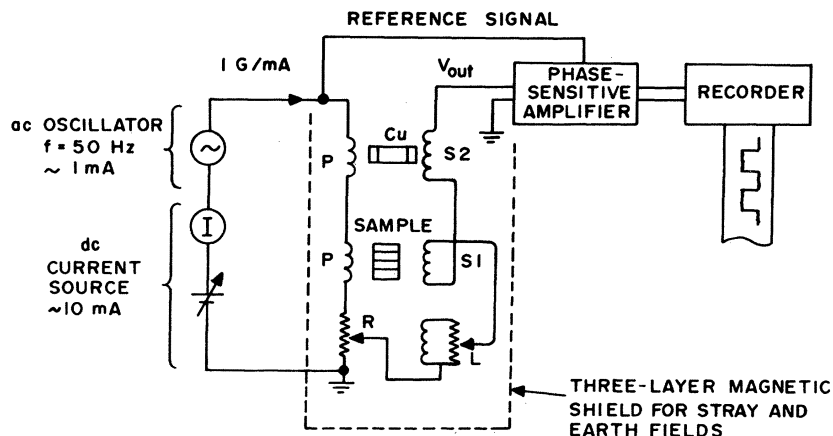 REFERENCE SIGNAL
1 G/mA
Vout
PHASE-
SENSITIVE
AMPLIFIER
RECORDER
ac OSCILLATOR
f = 50 Hz
~ 1 mA
P
Cu
S2
I
SAMPLE
dc
CURRENT
SOURCE
~10 mA
P
S1
R
L
THREE-LAYER MAGNETIC
SHIELD FOR STRAY AND
EARTH FIELDS